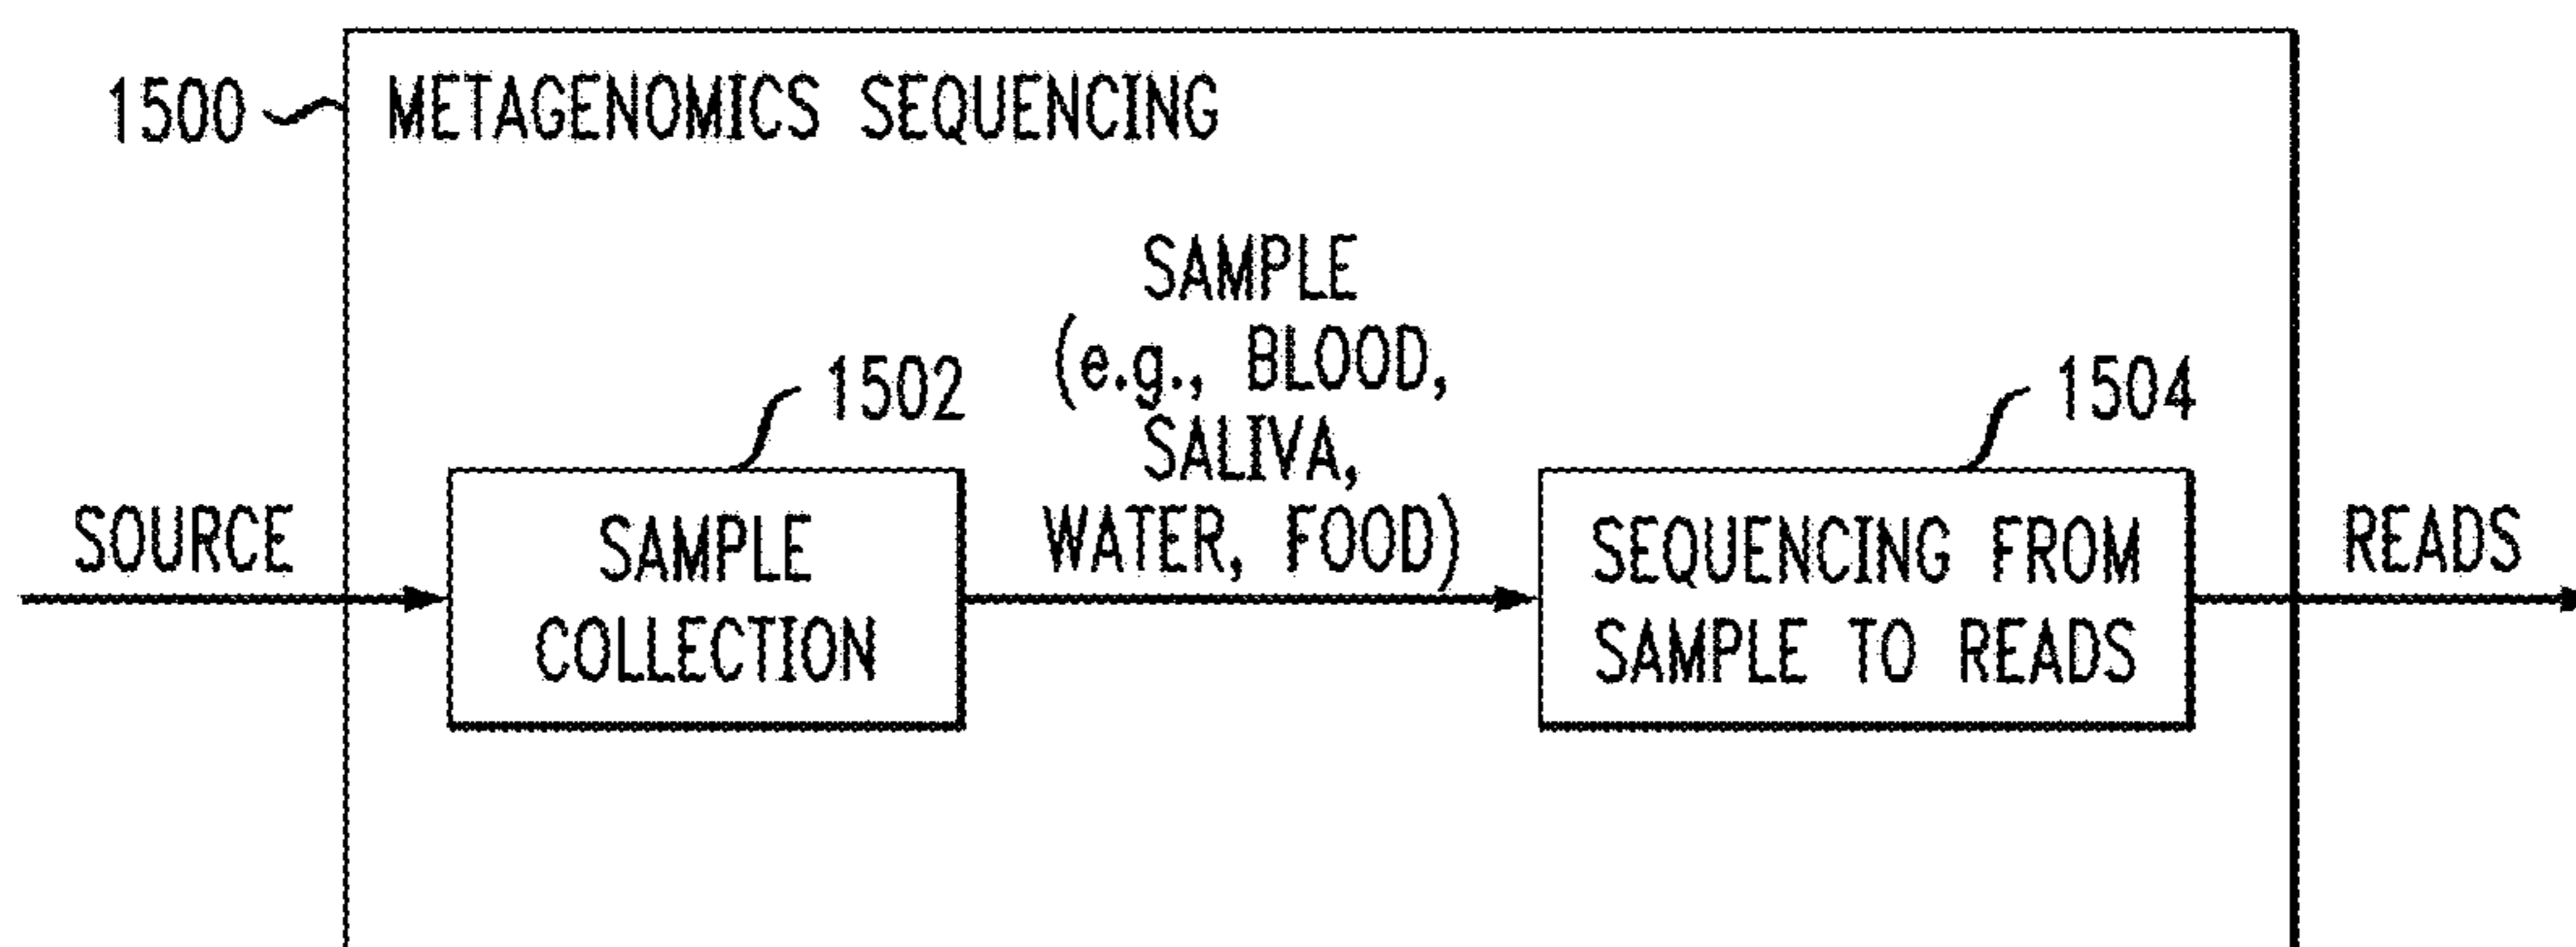 1500
METAGENOMICS SEQUENCING
SAMPLE
(e.g., BLOOD,
SALIVA,
WATER, FOOD)
1502
1504
SOURCE
SAMPLE
COLLECTION
SEQUENCING FROM
SAMPLE TO READS
READS